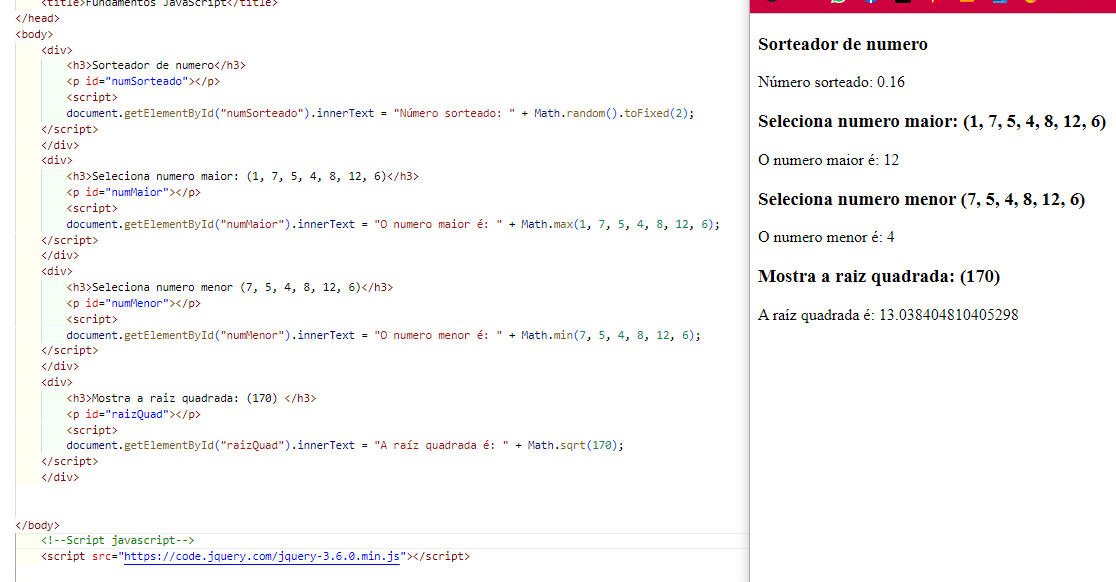 <title>Fundamentos JavaScript</title>
</head>
<body>
<div>
<h3>Sorteador de numero</h3>
<p id="numSorteado"></p>
<script>
document.getElementById("numSorteado").innerText = "Número sorteado: " + Math.random().toFixed(2);
</script>
</div>
<div>
<h3>Seleciona numero maior: (1, 7, 5, 4, 8, 12, 6)</h3>
<p id="numMaior"></p>
<script>
document.getElementById("numMaior").innerText = "O numero maior é: " + Math.max(1, 7, 5, 4, 8, 12, 6);
</script>
</div>
<div>
<h3>Seleciona numero menor (7, 5, 4, 8, 12, 6)</h3>
<p id="numMenor"></p>
<script>
document.getElementById("numMenor").innerText = "O numero menor é: " + Math.min(7, 5, 4, 8, 12, 6);
</script>
</div>
<div>
<h3>Mostra a raiz quadrada: (170) </h3>
<p id="raizQuad"></p>
<script>
document.getElementById("raizQuad").innerText = "A raíz quadrada é: " + Math.sqrt(170);
</script>
</div>
</body>
<!--Script javascript-->
<script src="https://code.jquery.com/jquery-3.6.0.min.js"></script>
Sorteador de numero
Número sorteado: 0.16
Seleciona numero maior: (1, 7, 5, 4, 8, 12, 6)
O numero maior é: 12
Seleciona numero menor (7, 5, 4, 8, 12, 6)
O numero menor é: 4
Mostra a raiz quadrada: (170)
A raíz quadrada é: 13.038404810405298